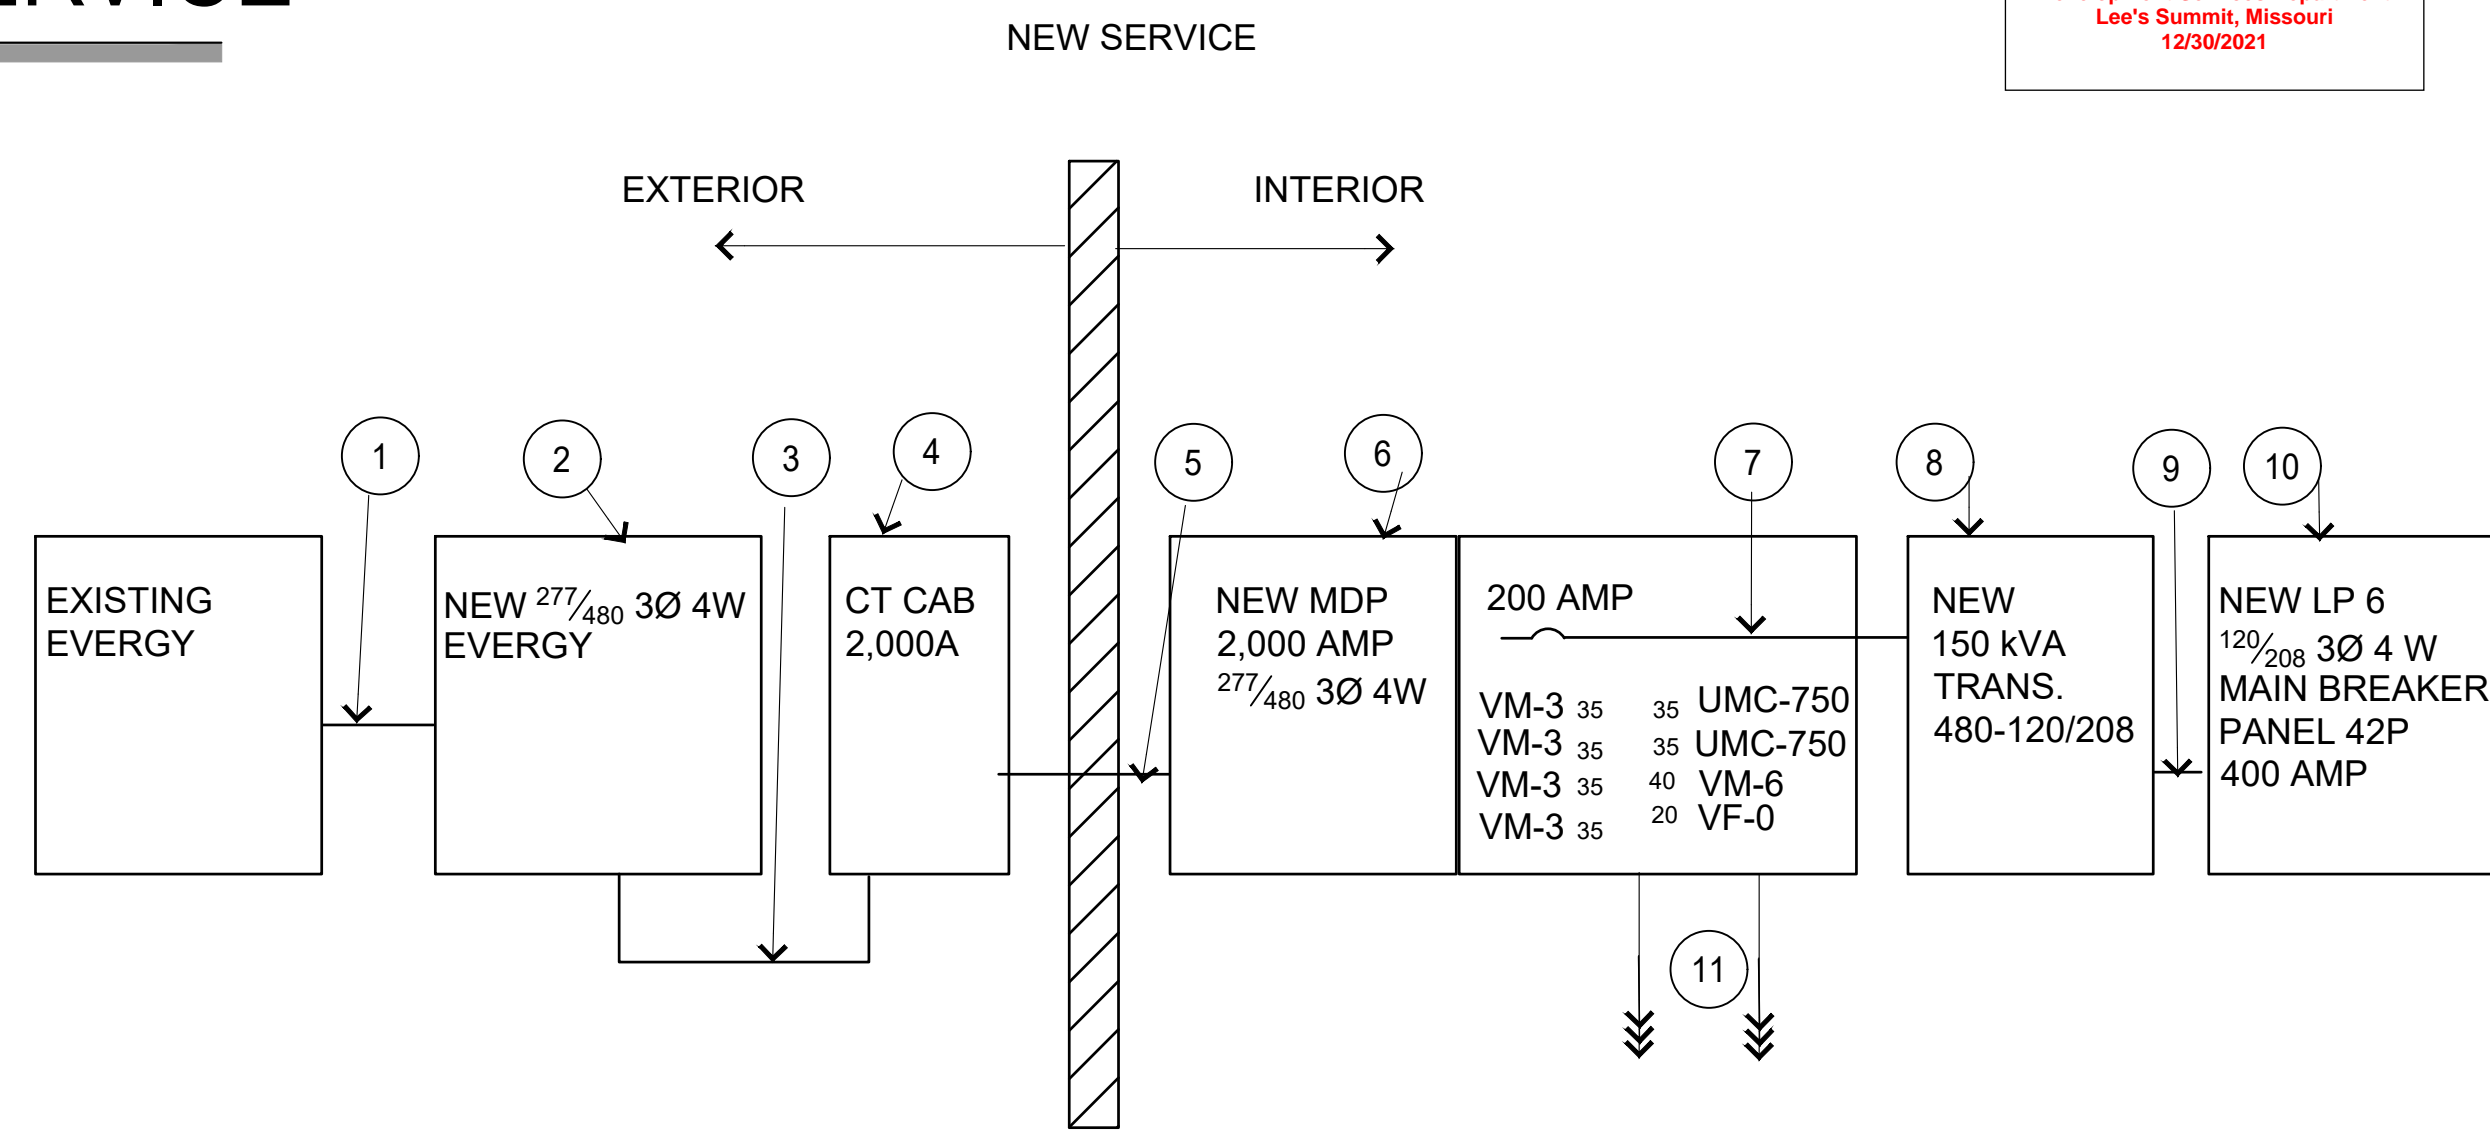 NEW SERVICE
Lee's Summit, Missouri
12/30/2021
EXTERIOR
INTERIOR
1
2
3
4
5
6
7
8
9
10
EXISTING
EVERGY
NEW 277/480 3Ø 4W
EVERGY
CT CAB
2,000A
NEW MDP
2,000 AMP
277/480 3Ø 4W
200 AMP
VM-3 35 35 UMC-750
VM-3 35 35 UMC-750
VM-3 35 40 VM-6
VM-3 35 20 VF-0
NEW
150 kVA
TRANS.
480-120/208
NEW LP 6
120/208 3Ø 4 W
MAIN BREAKER
PANEL 42P
400 AMP
11